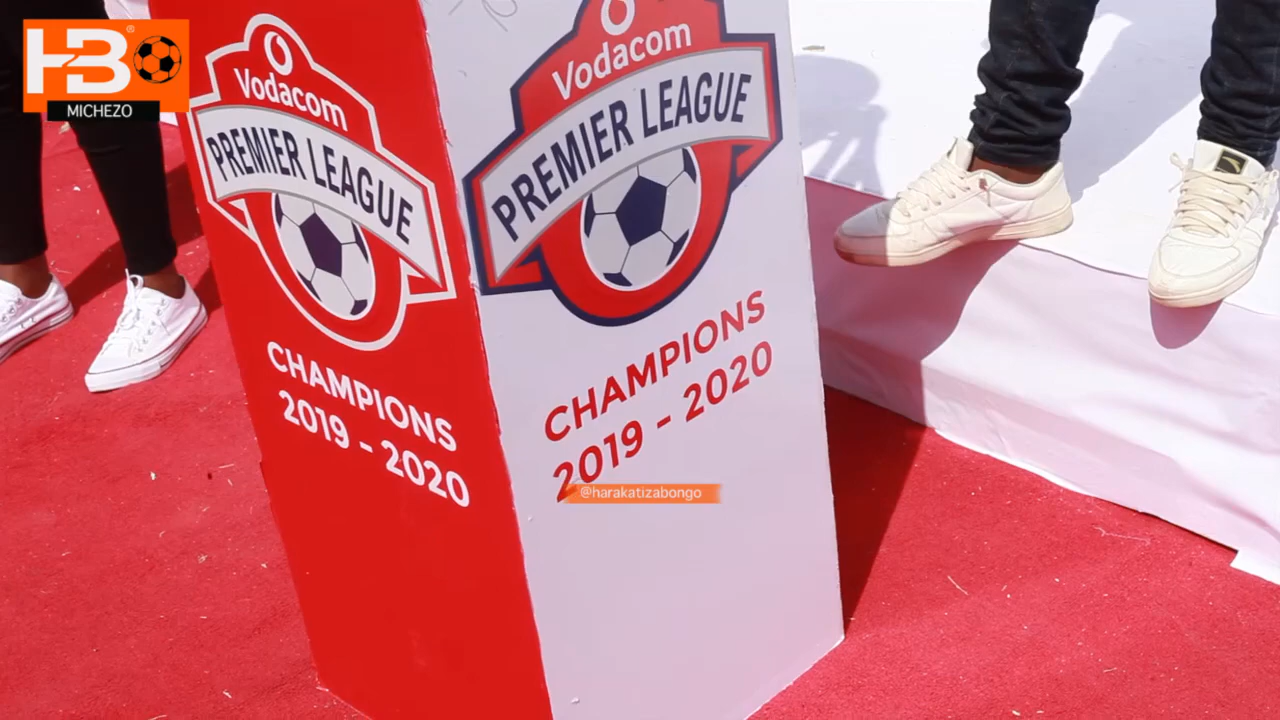 HB®
MICHEZO
Vodacom
PREMIER LEAGUE
CHAMPIONS
2019 - 2020
Vodacom
PREMIER LEAGUE
CHAMPIONS
2019 - 2020
@harakatizabongo